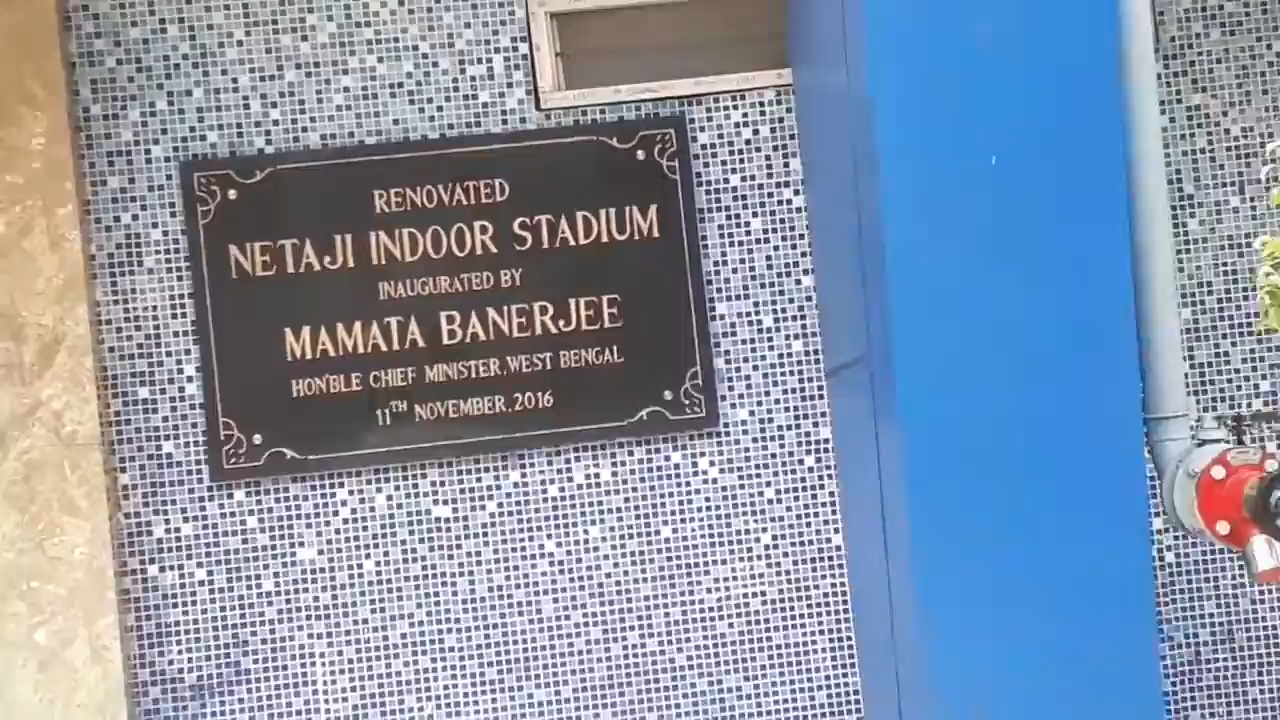 RENOVATED
NETAJI INDOOR STADIUM
INAUGURATED BY
MAMATA BANERJEE
HON'BLE CHIEF MINISTER, WEST BENGAL
11TH NOVEMBER, 2016